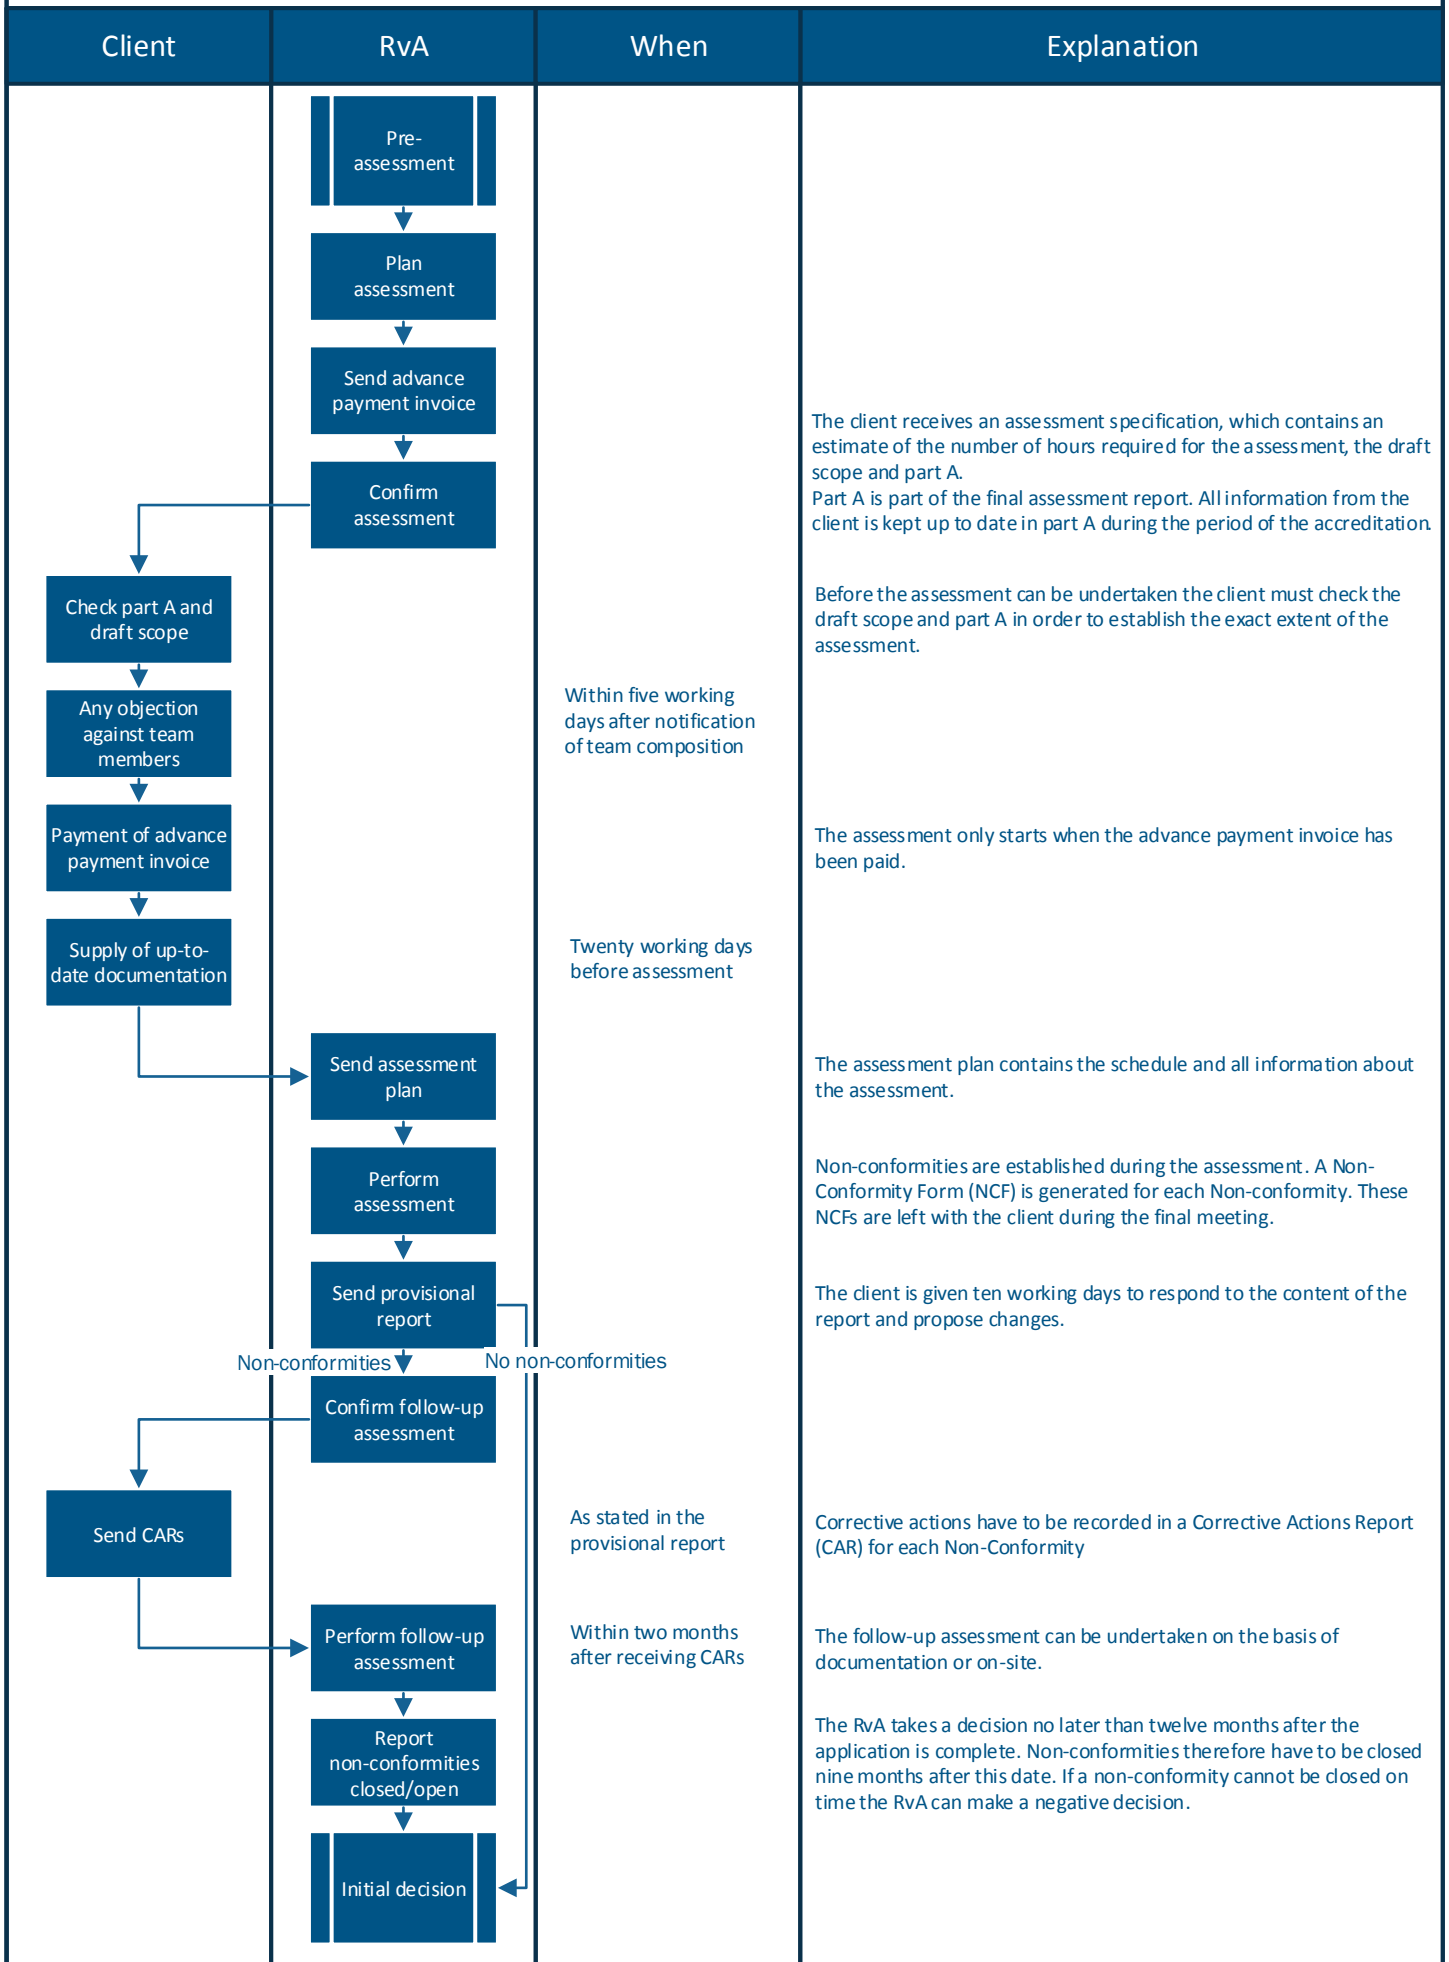 Client
RvA
When
Explanation
Pre-
assessment
Plan
assessment
Send advance
payment invoice
The client receives an assessment specification, which contains an
estimate of the number of hours required for the assessment, the draft
scope and part A.
Part A is part of the final assessment report. All information from the
client is kept up to date in part A during the period of the accreditation.
Confirm
assessment
Check part A and
draft scope
Before the assessment can be undertaken the client must check the
draft scope and part A in order to establish the exact extent of the
assessment.
Any objection
against team
members
Within five working
days after notification
of team composition
Payment of advance
payment invoice
The assessment only starts when the advance payment invoice has
been paid.
Supply of up-to-
date documentation
Twenty working days
before assessment
Send assessment
plan
The assessment plan contains the schedule and all information about
the assessment.
Perform
assessment
Non-conformities are established during the assessment. A Non-
Conformity Form (NCF) is generated for each Non-conformity. These
NCFs are left with the client during the final meeting.
Send provisional
report
The client is given ten working days to respond to the content of the
report and propose changes.
Non-conformities
No non-conformities
Confirm follow-up
assessment
Send CARs
As stated in the
provisional report
Corrective actions have to be recorded in a Corrective Actions Report
(CAR) for each Non-Conformity
Perform follow-up
assessment
Within two months
after receiving CARs
The follow-up assessment can be undertaken on the basis of
documentation or on-site.
Report
non-conformities
closed/open
The RvA takes a decision no later than twelve months after the
application is complete. Non-conformities therefore have to be closed
nine months after this date. If a non-conformity cannot be closed on
time the RvA can make a negative decision.
Initial decision